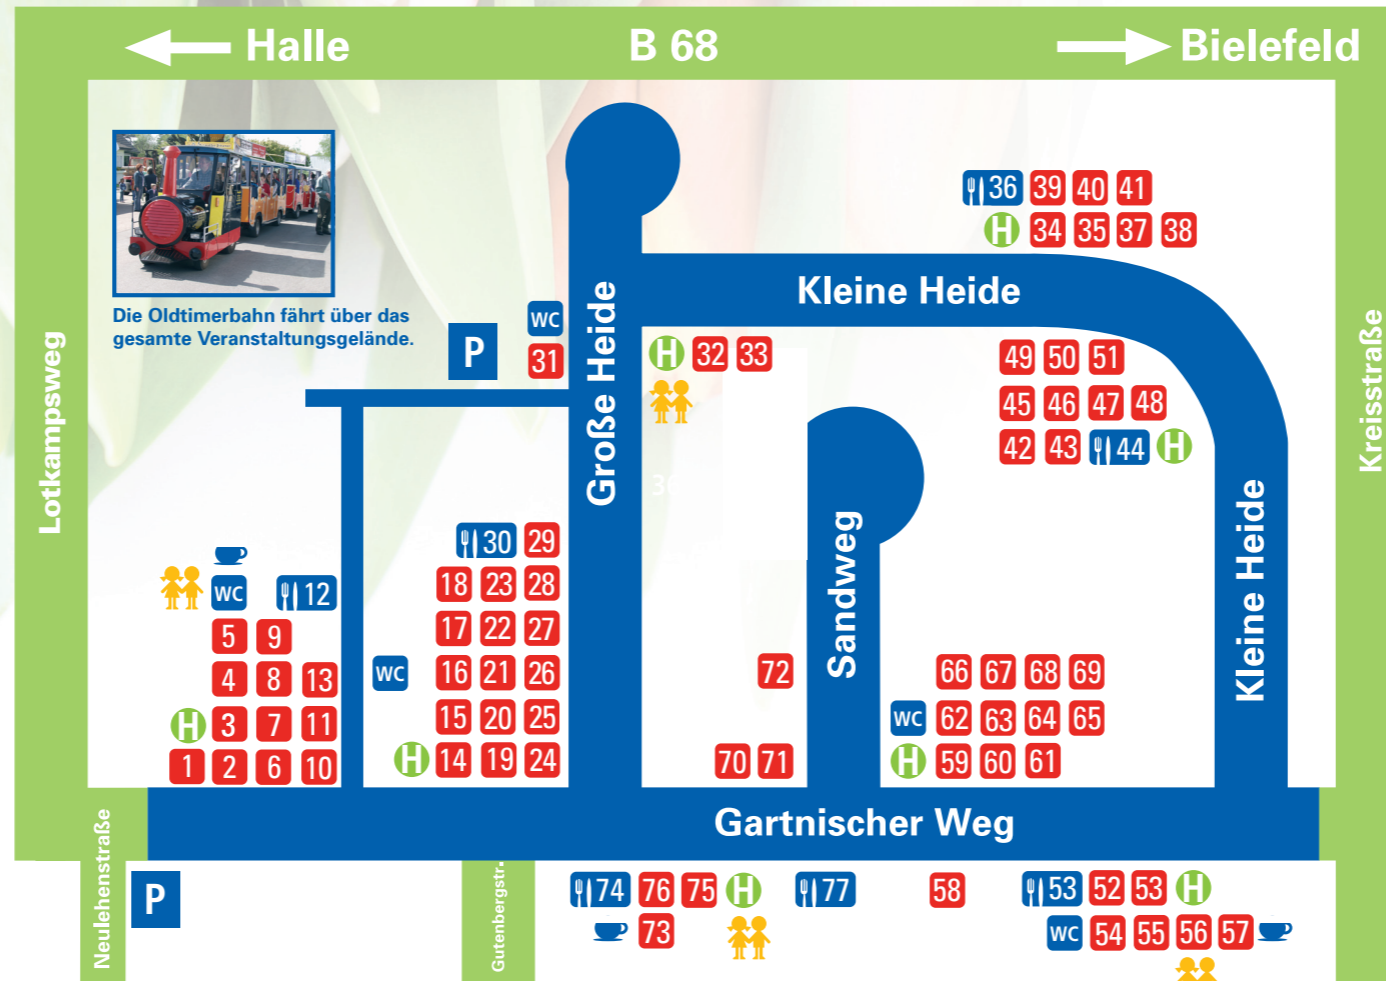 Halle B 68 Bielefeld
Die Oldtimerbahn fährt über das
gesamte Veranstaltungsgelände.
Lotkampsweg
Kreisstraße
36 39 40 41
H 34 35 37 38
Kleine Heide
Große Heide
WC
P
31
H 32 33
49 50 51
45 46 47 48
42 43 44 H
Kleine Heide
Sandweg
WC 12
5 9
4 8 13
H 3 7 11
1 2 6 10
30 29
18 23 28
17 22 27
WC 16 21 26
15 20 25
H 14 19 24
72
70 71
66 67 68 69
WC 62 63 64 65
H 59 60 61
Gartnischer Weg
Neulehenstraße
P
Gutenbergstr.
74 76 75 H 77 58 53 52 53 H
73 WC 54 55 56 57